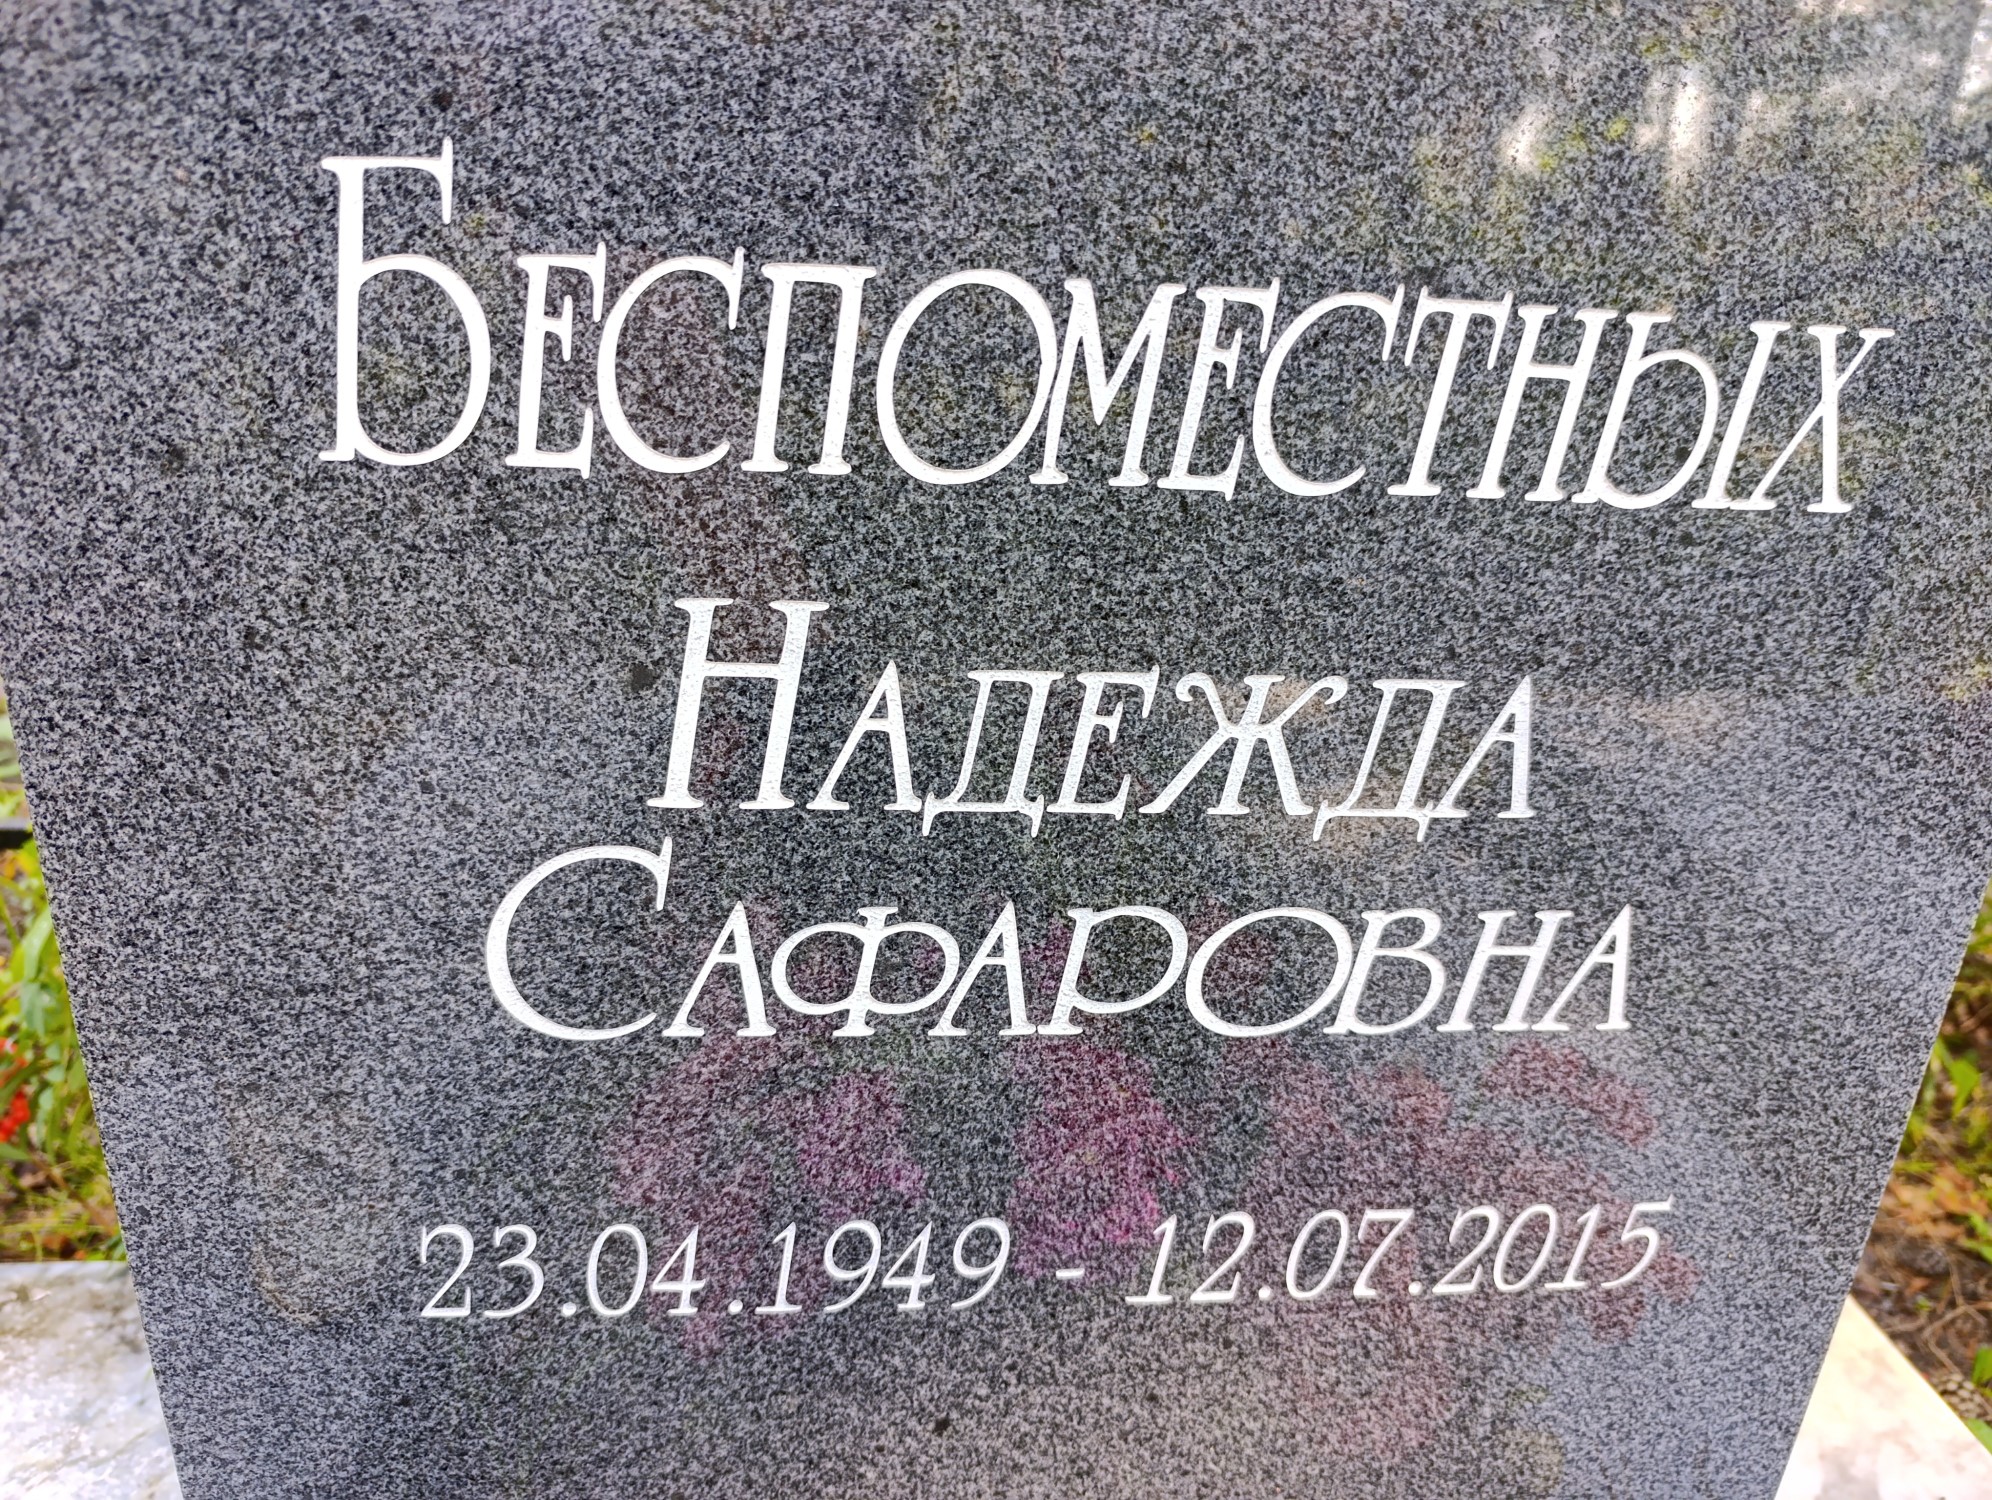 Беспоместных
Надежда
Сафаровна
23.04.1949 - 12.07.2015